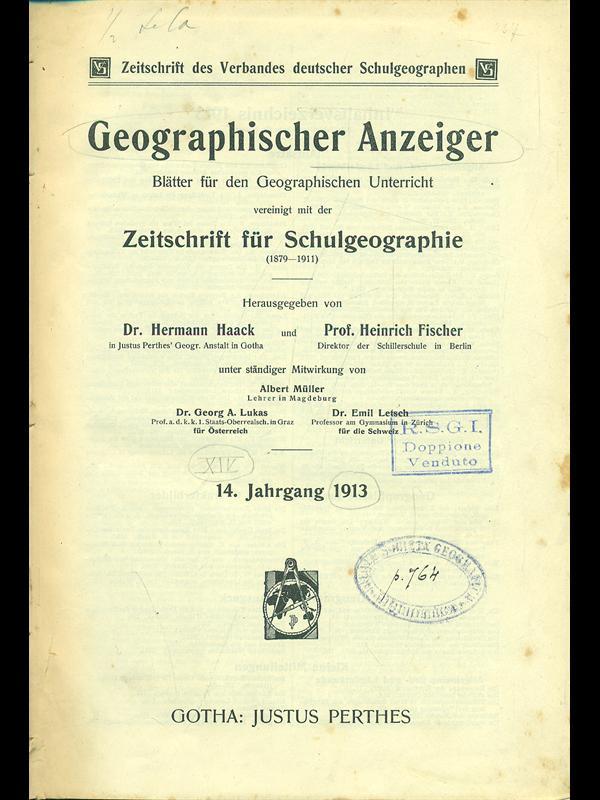 Zeitschrift des Verbandes deutscher Schulgeographen
Geographischer Anzeiger
Blätter für den Geographischen Unterricht
vereinigt mit der
Zeitschrift für Schulgeographie
(1879—1911)
Herausgegeben von
Dr. Hermann Haack und Prof. Heinrich Fischer
in Justus Perthes' Geogr. Anstalt in Gotha Direktor der Schillerschule in Berlin
unter ständiger Mitwirkung von
Albert Müller
Lehrer in Magdeburg
Dr. Georg A. Lukas Dr. Emil Letsch
Prof. a. d. k. k. 1. Staats-Oberrealsch. in Graz Professor am Gymnasium in Zürich
für Österreich für die Schweiz
R.S.G.I.
Doppione
Venduto
XIV
14. Jahrgang 1913
p. 764
GOTHA: JUSTUS PERTHES